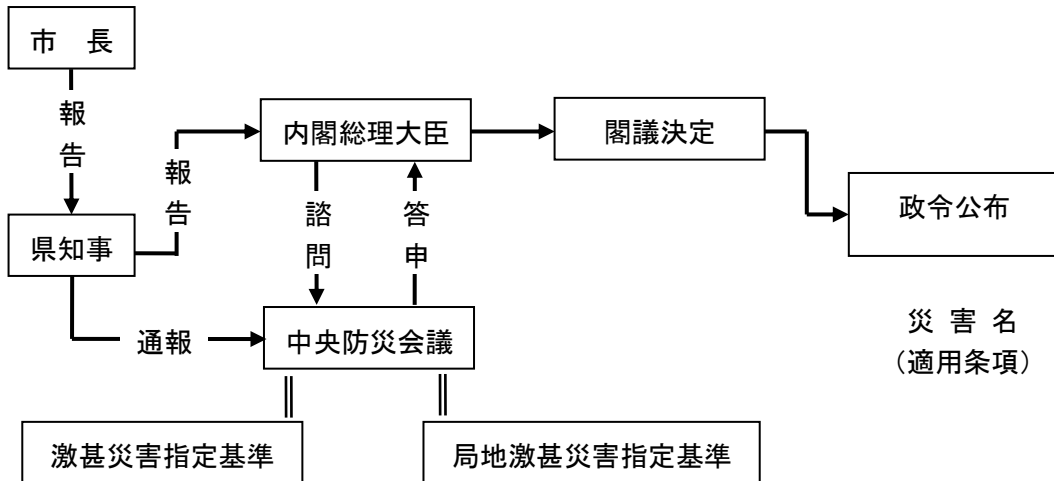 市　長
報告
内閣総理大臣
閣議決定
報告
諮問
答申
政令公布
県知事
通報
中央防災会議
災 害 名
（適用条項）
激甚災害指定基準
局地激甚災害指定基準